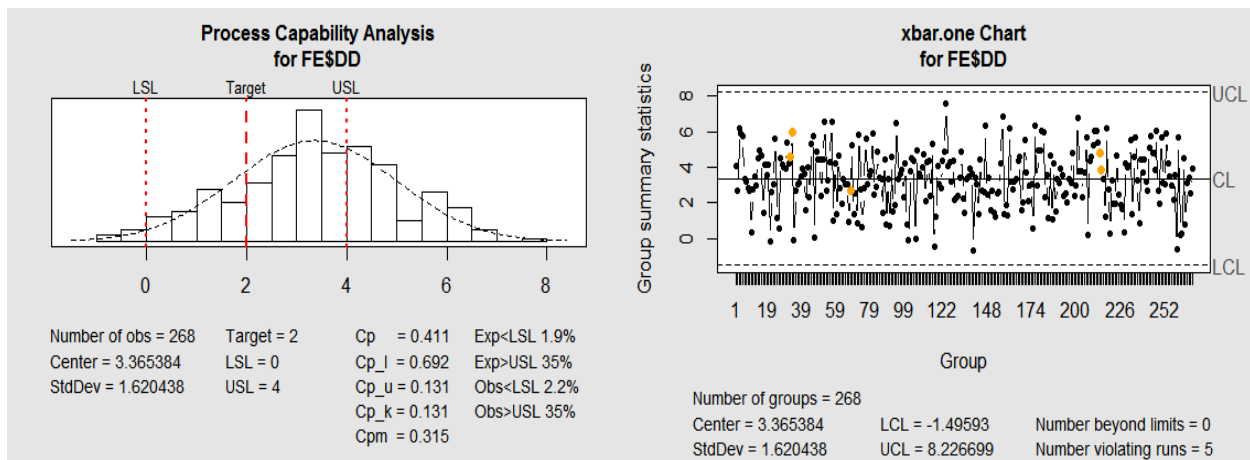 Process Capability Analysis
for FE$DD
LSL Target USL
0 2 4 6 8
Number of obs = 268 Target = 2 Cp = 0.411 Exp<LSL 1.9%
Center = 3.365384 LSL = 0 Cp_l = 0.692 Exp>USL 35%
StdDev = 1.620438 USL = 4 Cp_u = 0.131 Obs<LSL 2.2%
Cp_k = 0.131 Obs>USL 35%
Cpm = 0.315
xbar.one Chart
for FE$DD
Group summary statistics
8
6
4
2
0
UCL
CL
LCL
1 19 39 59 79 99 122 148 174 200 226 252
Group
Number of groups = 268
Center = 3.365384 LCL = -1.49593 Number beyond limits = 0
StdDev = 1.620438 UCL = 8.226699 Number violating runs = 5